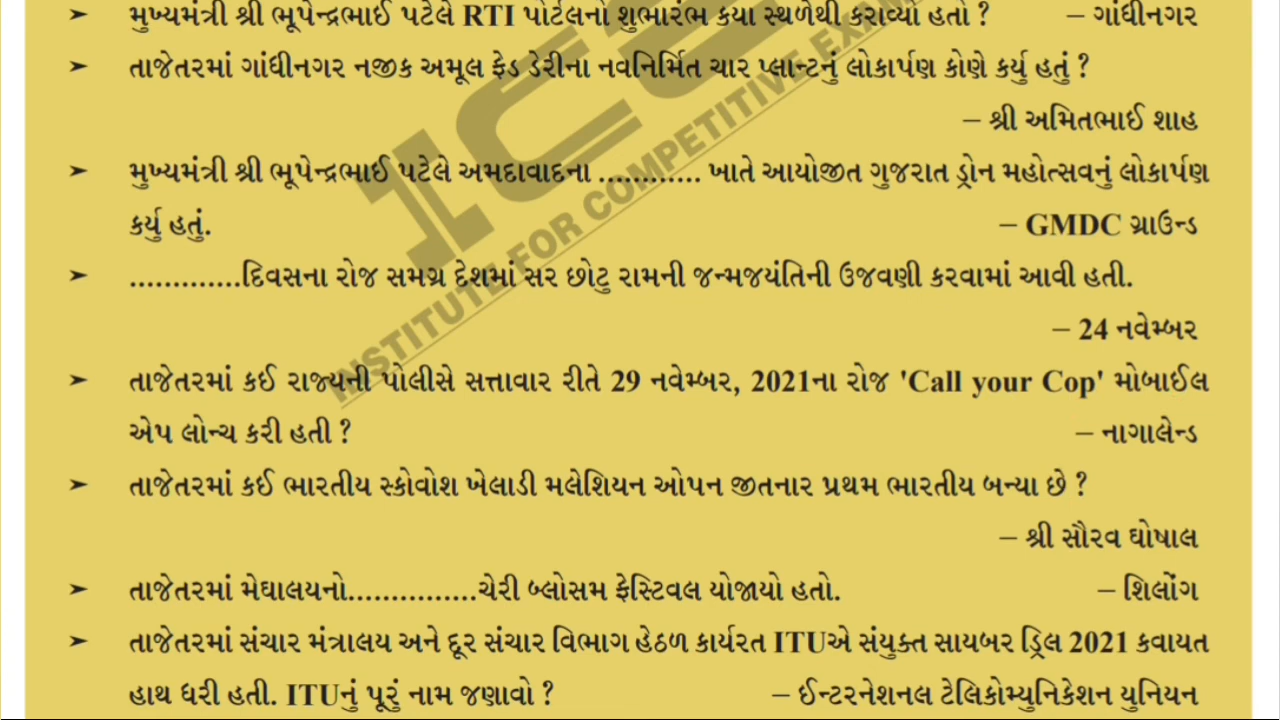 મુખ્યમંત્રી શ્રી ભૂપેન્દ્રભાઈ પટેલે RTI પોર્ટલનો શુભારંભ કયા સ્થળેથી કરાવ્યો હતો ? – ગાંધીનગર
➤ તાજેતરમાં ગાંધીનગર નજીક અમૂલ ફેડ ડેરીના નવનિર્મિત ચાર પ્લાન્ટનું લોકાર્પણ કોણે કર્યુ હતું ?
– શ્રી અમિતભાઈ શાહ
➤ મુખ્યમંત્રી શ્રી ભૂપેન્દ્રભાઈ પટેલે અમદાવાદના ............ ખાતે આયોજીત ગુજરાત ડ્રોન મહોત્સવનું લોકાર્પણ
કર્યુ હતું. – GMDC ગ્રાઉન્ડ
➤ .............દિવસના રોજ સમગ્ર દેશમાં સર છોટુ રામની જન્મજયંતિની ઉજવણી કરવામાં આવી હતી.
– 24 નવેમ્બર
➤ તાજેતરમાં કઈ રાજ્યની પોલીસે સત્તાવાર રીતે 29 નવેમ્બર, 2021ના રોજ 'Call your Cop' મોબાઈલ
એપ લોન્ચ કરી હતી ? – નાગાલેન્ડ
➤ તાજેતરમાં કઈ ભારતીય સ્કોવોશ ખેલાડી મલેશિયન ઓપન જીતનાર પ્રથમ ભારતીય બન્યા છે ?
– શ્રી સૌરવ ઘોષાલ
➤ તાજેતરમાં મેઘાલયનો...............ચેરી બ્લોસમ ફેસ્ટિવલ યોજાયો હતો. – શિલોંગ
➤ તાજેતરમાં સંચાર મંત્રાલય અને દૂર સંચાર વિભાગ હેઠળ કાર્યરત ITUએ સંયુક્ત સાયબર ડ્રિલ 2021 કવાયત
હાથ ધરી હતી. ITUનું પૂરું નામ જણાવો ? – ઈન્ટરનેશનલ ટેલિકોમ્યુનિકેશન યુનિયન
INSTITUTE FOR COMPETITIVE EXAM